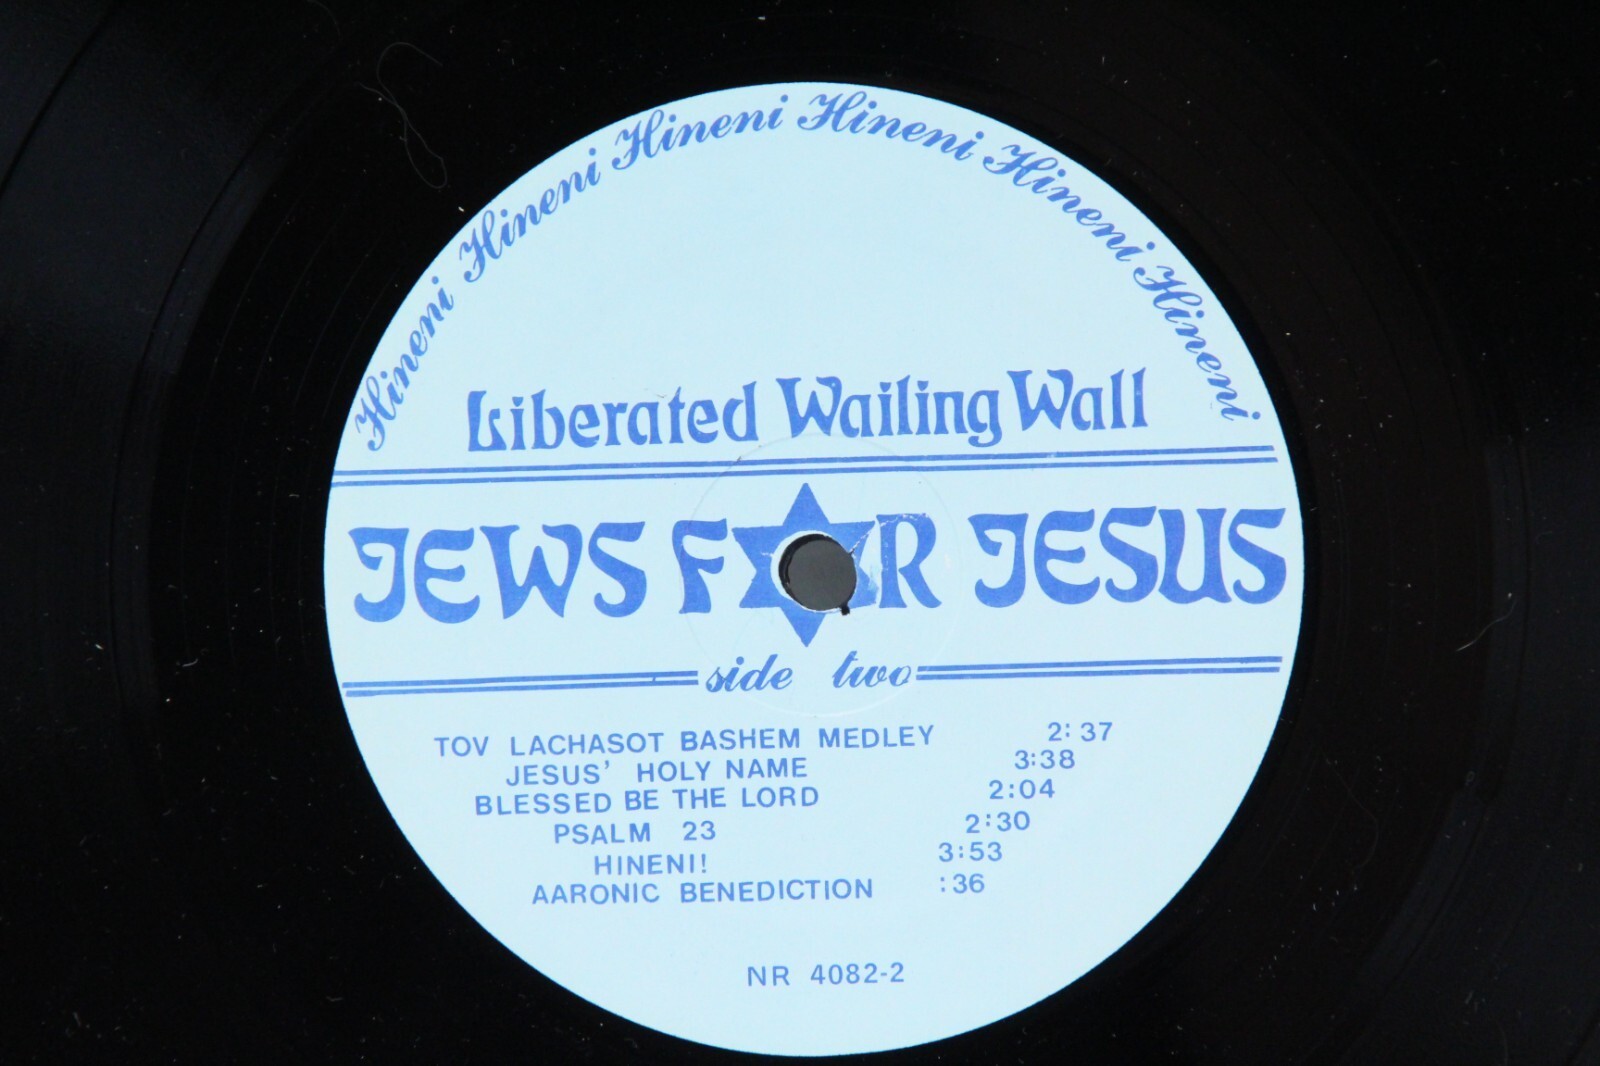 Hineni Hineni Hineni Hineni Hineni Hineni
Liberated Wailing Wall
JEWS F✡R JESUS
side two
TOV LACHASOT BASHEM MEDLEY 2:37
JESUS' HOLY NAME 3:38
BLESSED BE THE LORD 2:04
PSALM 23 2:30
HINENI! 3:53
AARONIC BENEDICTION :36
NR 4082-2